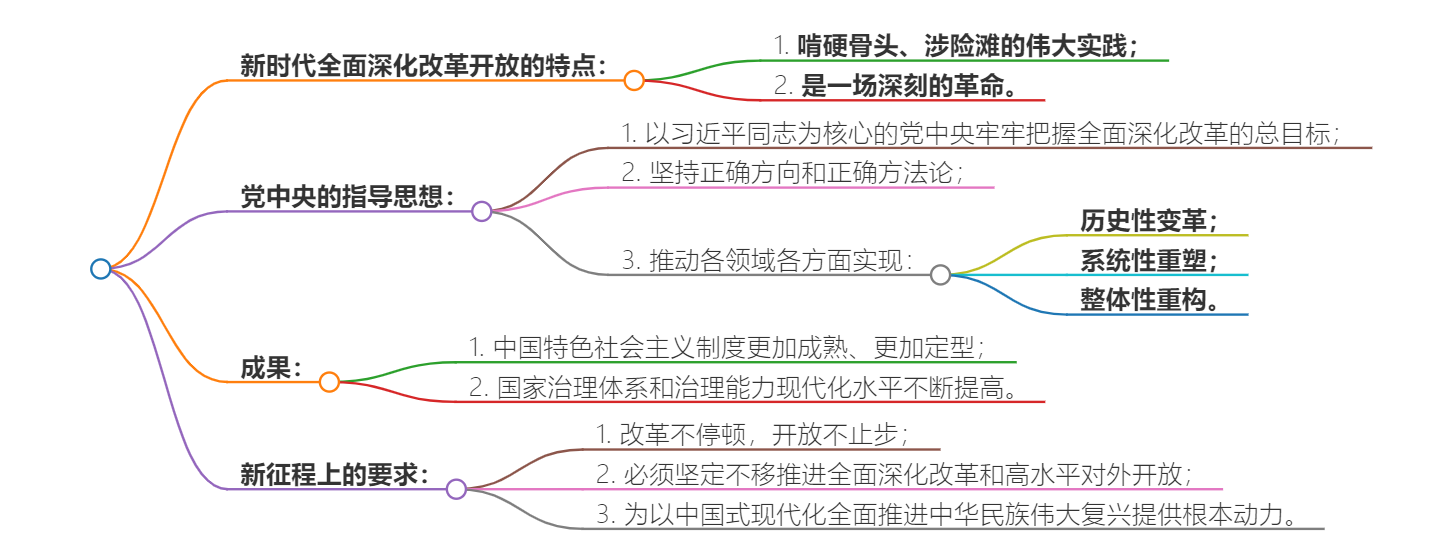 新时代全面深化改革开放的特点：
1. 啃硬骨头、涉险滩的伟大实践；
2. 是一场深刻的革命。
党中央的指导思想：
1. 以习近平同志为核心的党中央牢牢把握全面深化改革的总目标；
2. 坚持正确方向和正确方法论；
3. 推动各领域各方面实现：
历史性变革；
系统性重塑；
整体性重构。
成果：
1. 中国特色社会主义制度更加成熟、更加定型；
2. 国家治理体系和治理能力现代化水平不断提高。
新征程上的要求：
1. 改革不停顿，开放不止步；
2. 必须坚定不移推进全面深化改革和高水平对外开放；
3. 为以中国式现代化全面推进中华民族伟大复兴提供根本动力。